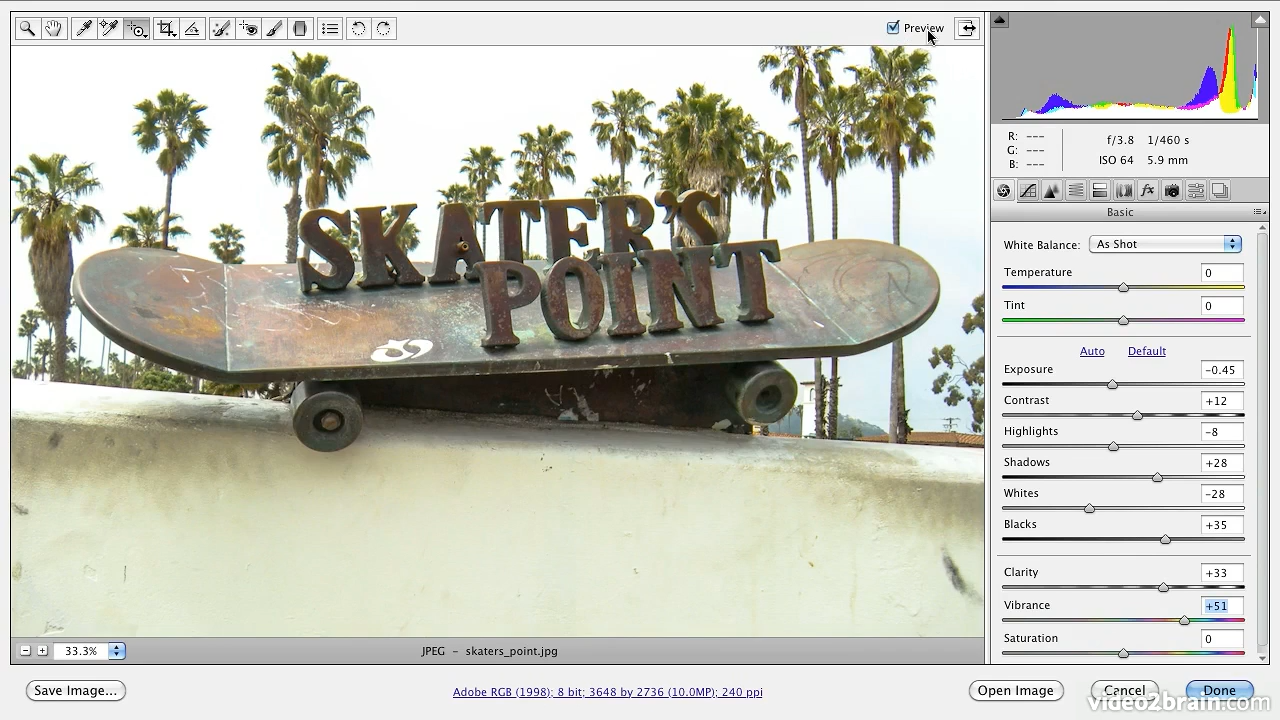 Preview
SKATER'S
POINT
R: ---
G: ---
B: ---
f/3.8 1/460 s
ISO 64 5.9 mm
Basic
White Balance: As Shot
Temperature 0
Tint 0
Auto Default
Exposure -0.45
Contrast +12
Highlights -8
Shadows +28
Whites -28
Blacks +35
Clarity +33
Vibrance +51
Saturation 0
33.3%
JPEG – skaters_point.jpg
Save Image...
Adobe RGB (1998); 8 bit; 3648 by 2736 (10.0MP); 240 ppi
Open Image
Cancel
Done
video2brain.com